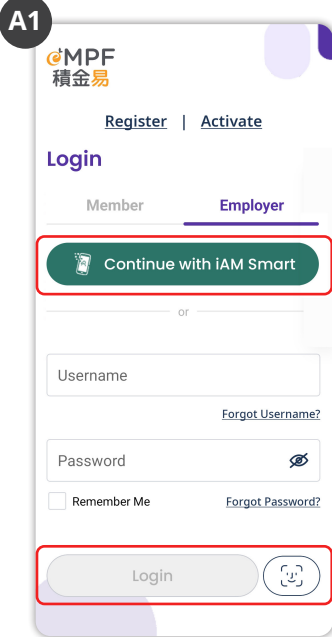 A1
eMPF
積金易
Register | Activate
Login
Member Employer
Continue with iAM Smart
or
Username
Forgot Username?
Password
Remember Me Forgot Password?
Login